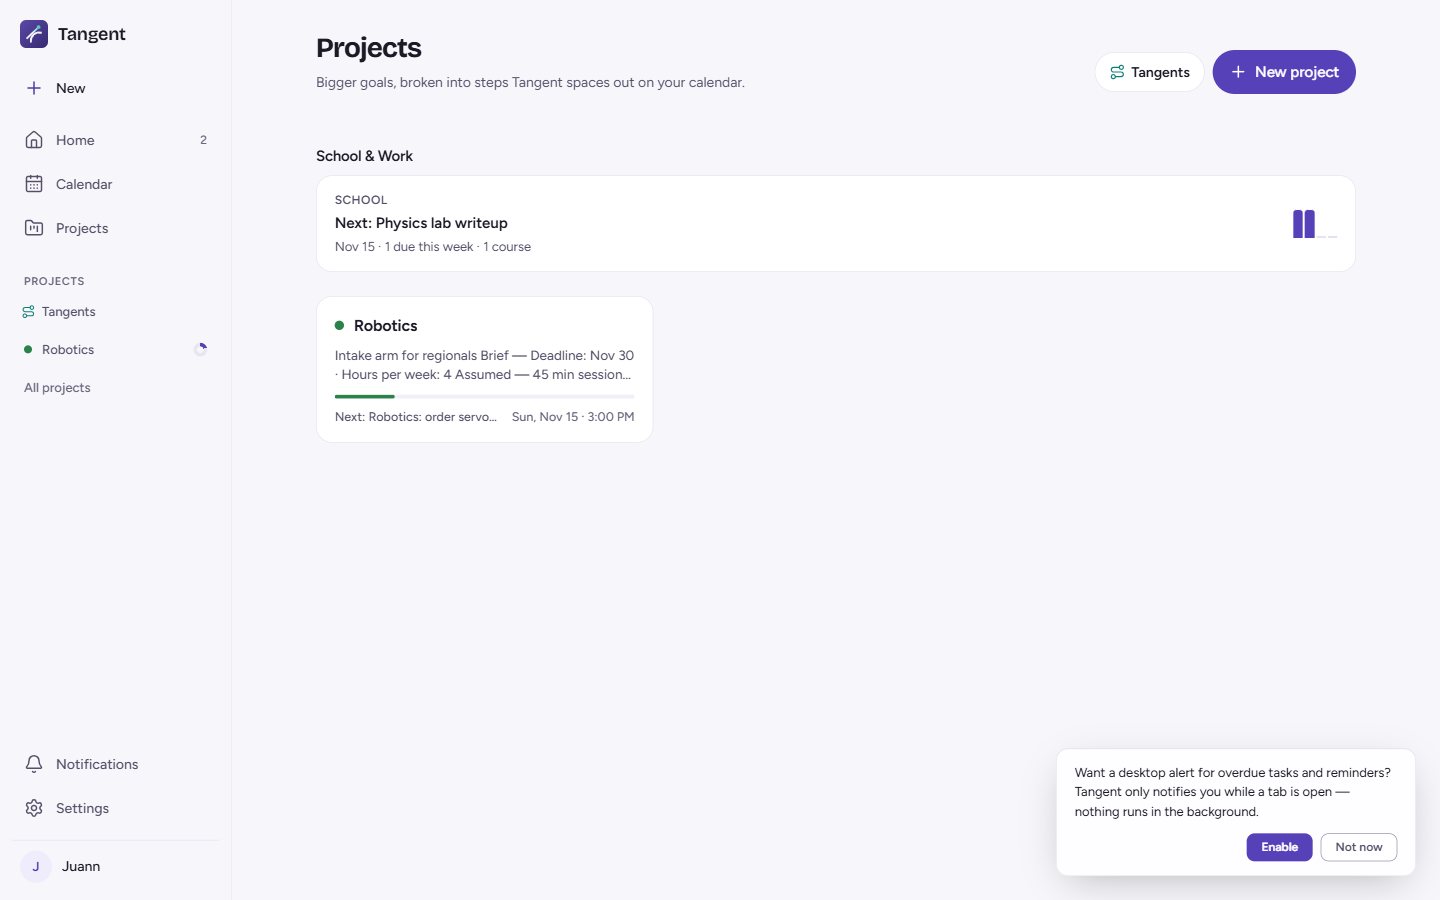 Tangent
New
Home 2
Calendar
Projects
PROJECTS
Tangents
Robotics
All projects
Notifications
Settings
J Juann
Projects
Bigger goals, broken into steps Tangent spaces out on your calendar.
Tangents
New project
School & Work
SCHOOL
Next: Physics lab writeup
Nov 15 · 1 due this week · 1 course
Robotics
Intake arm for regionals Brief — Deadline: Nov 30
· Hours per week: 4 Assumed — 45 min session...
Next: Robotics: order servo... Sun, Nov 15 · 3:00 PM
Want a desktop alert for overdue tasks and reminders?
Tangent only notifies you while a tab is open —
nothing runs in the background.
Enable Not now